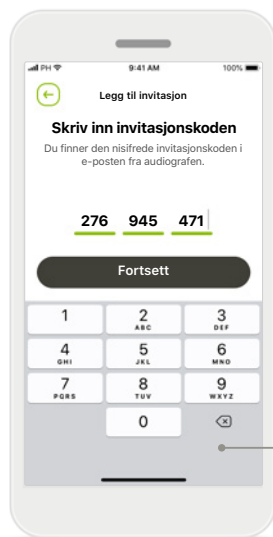 PH 9:41 AM 100%
Legg til invitasjon
Skriv inn invitasjonskoden
Du finner den nisifrede invitasjonskoden i
e-posten fra audiografen.
276 945 471
Fortsett
1 2 3
ABC DEF
4 5 6
GHI JKL MNO
7 8 9
PGRS TUV WXYZ
0